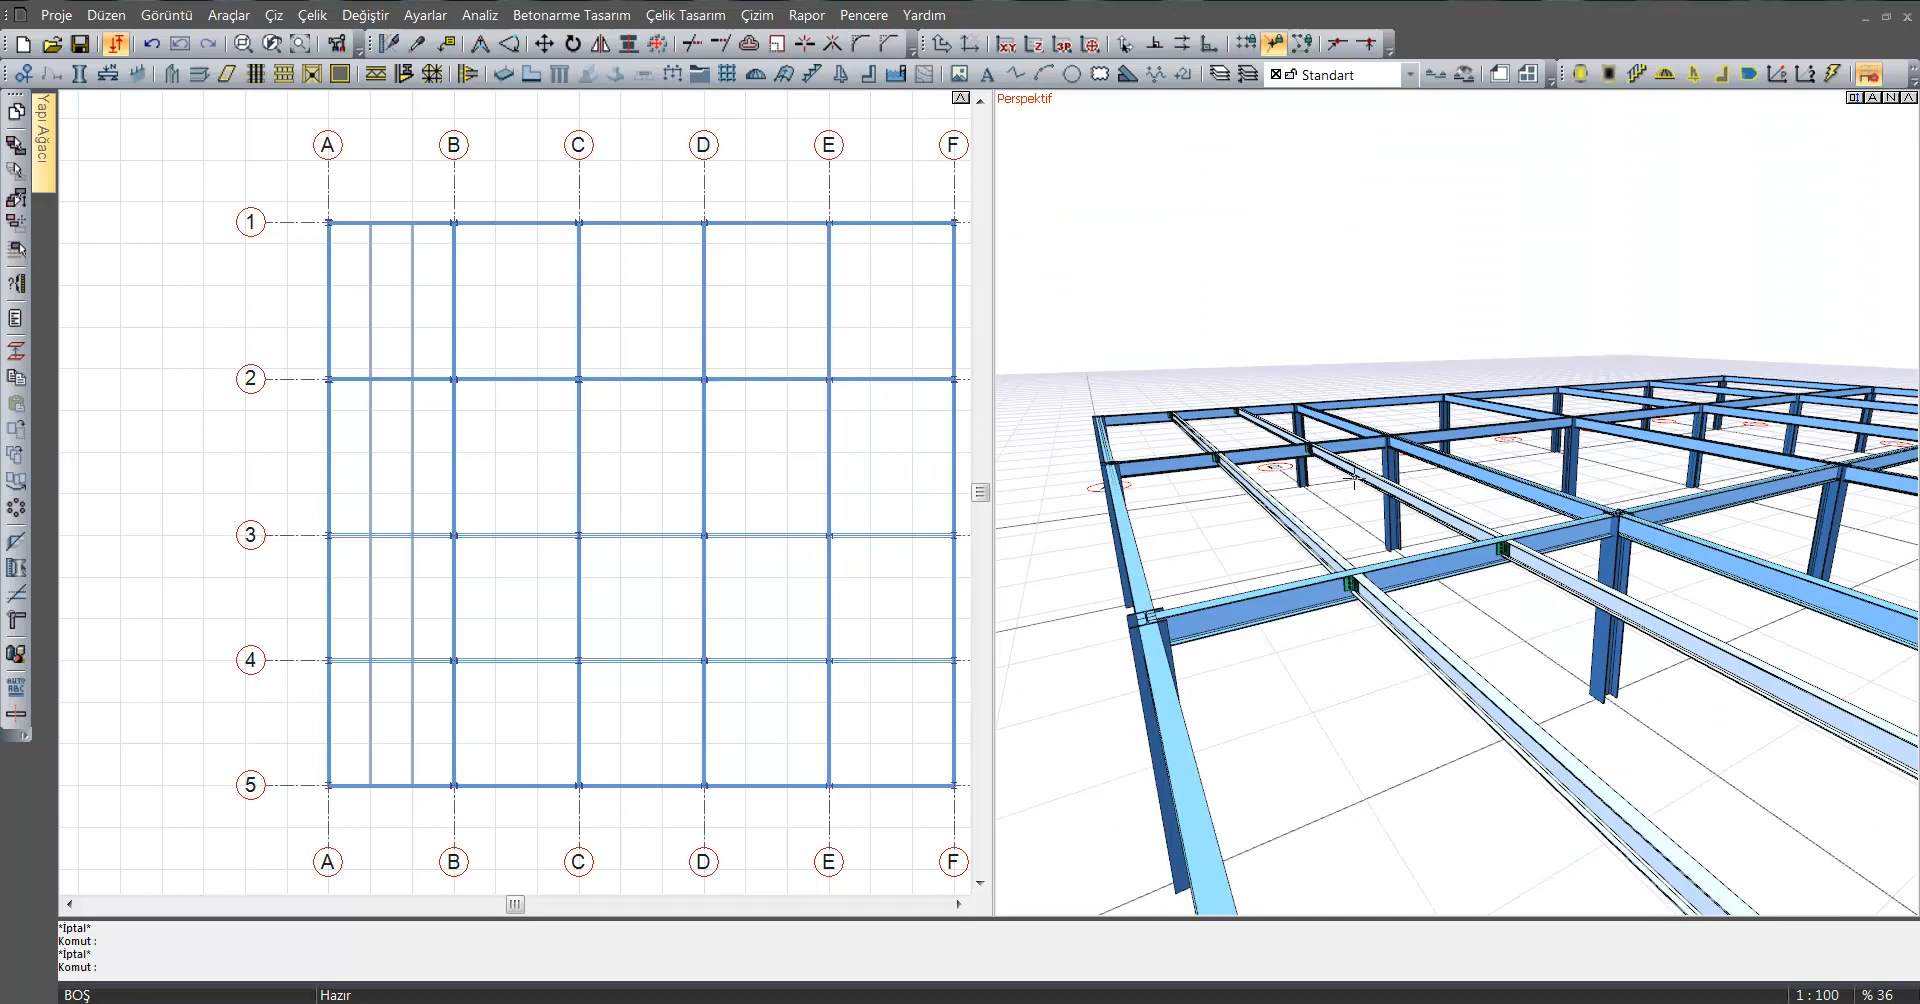 Proje Düzen Görüntü Araçlar Çiz Çelik Değiştir Ayarlar Analiz Betonarme Tasarım Çelik Tasarım Çizim Rapor Pencere Yardım
Standart
Yapı Ağacı
Perspektif
A B C D E F
1
2
3
4
5
A B C D E F
*İptal*
Komut :
*İptal*
Komut :
BOŞ Hazır 1 : 100 % 36